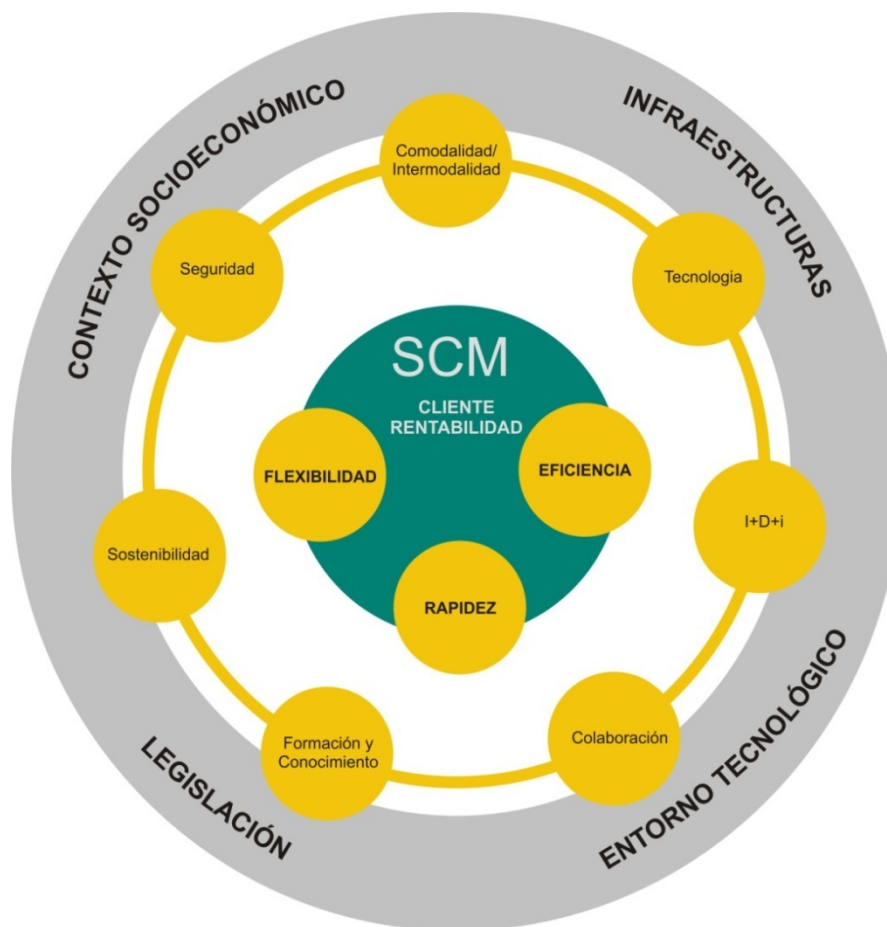 CONTEXTO SOCIOECONÓMICO
INFRAESTRUCTURAS
Comodalidad/
Intermodalidad
Seguridad
Tecnologia
SCM
CLIENTE
RENTABILIDAD
FLEXIBILIDAD
EFICIENCIA
RAPIDEZ
I+D+i
Sostenibilidad
Formación y
Conocimiento
Colaboración
LEGISLACIÓN
ENTORNO TECNOLÓGICO